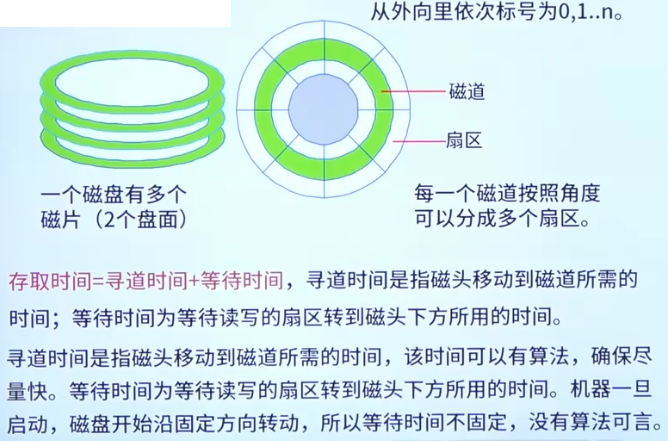 从外向里依次标号为0,1..n。
磁道
扇区
一个磁盘有多个
磁片（2个盘面）
每一个磁道按照角度
可以分成多个扇区。
存取时间=寻道时间+等待时间，寻道时间是指磁头移动到磁道所需的
时间；等待时间为等待读写的扇区转到磁头下方所用的时间。
寻道时间是指磁头移动到磁道所需的时间，该时间可以有算法，确保尽
量快。等待时间为等待读写的扇区转到磁头下方所用的时间。机器一旦
启动，磁盘开始沿固定方向转动，所以等待时间不固定，没有算法可言。